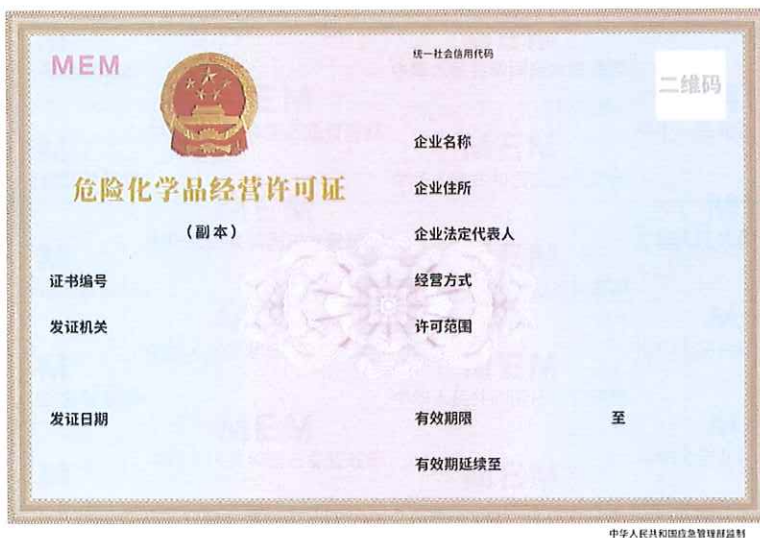 MEM
危险化学品经营许可证
（副本）
证书编号
发证机关
发证日期
统一社会信用代码
二维码
企业名称
企业住所
企业法定代表人
经营方式
许可范围
有效期限 至
有效期延续至
中华人民共和国应急管理部监制